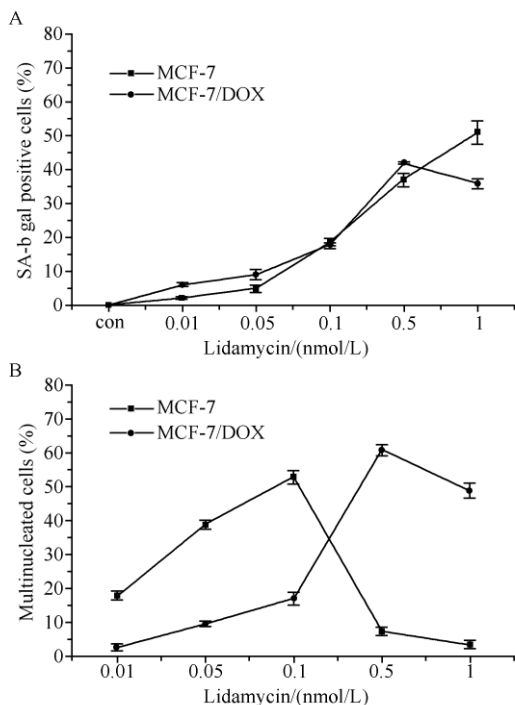 A
80
70
60
50
40
30
20
10
0
SA-b gal positive cells (%)
MCF-7
MCF-7/DOX
con 0.01 0.05 0.1 0.5 1
Lidamycin/(nmol/L)
B
80
70
60
50
40
30
20
10
0
Multinucleated cells (%)
MCF-7
MCF-7/DOX
0.01 0.05 0.1 0.5 1
Lidamycin/(nmol/L)